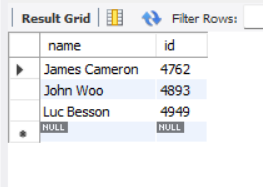 Result Grid Filter Rows:
name id
James Cameron 4762
John Woo 4893
Luc Besson 4949
NULL NULL